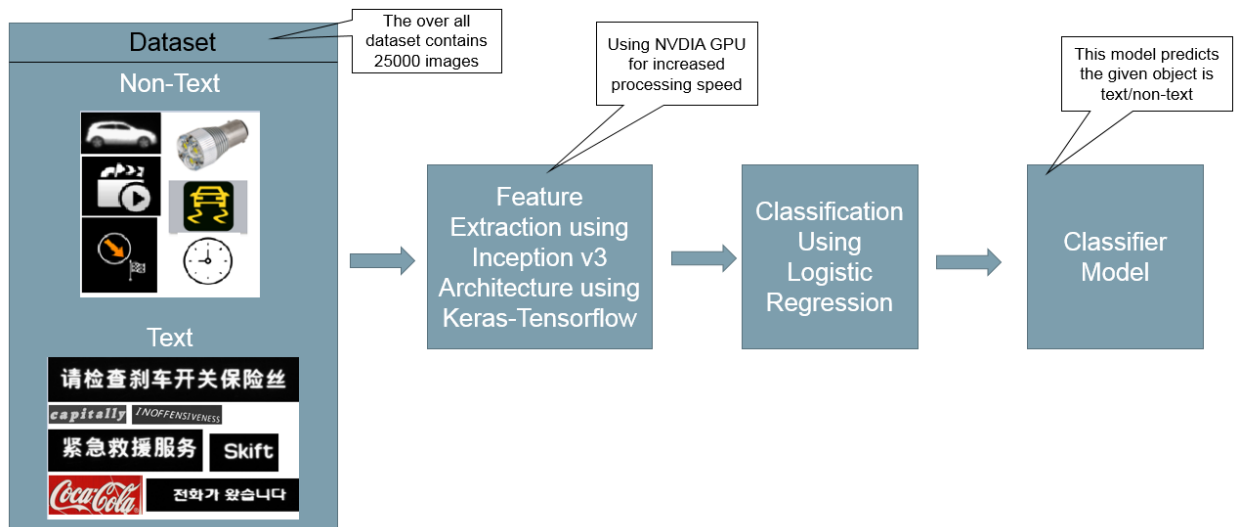 Dataset
The over all
dataset contains
25000 images
Non-Text
Text
请检查刹车开关保险丝
capitally
INOFFENSIVENESS
紧急救援服务
Skift
Coca-Cola
전화가 왔습니다
Using NVDIA GPU
for increased
processing speed
Feature
Extraction using
Inception v3
Architecture using
Keras-Tensorflow
Classification
Using
Logistic
Regression
This model predicts
the given object is
text/non-text
Classifier
Model